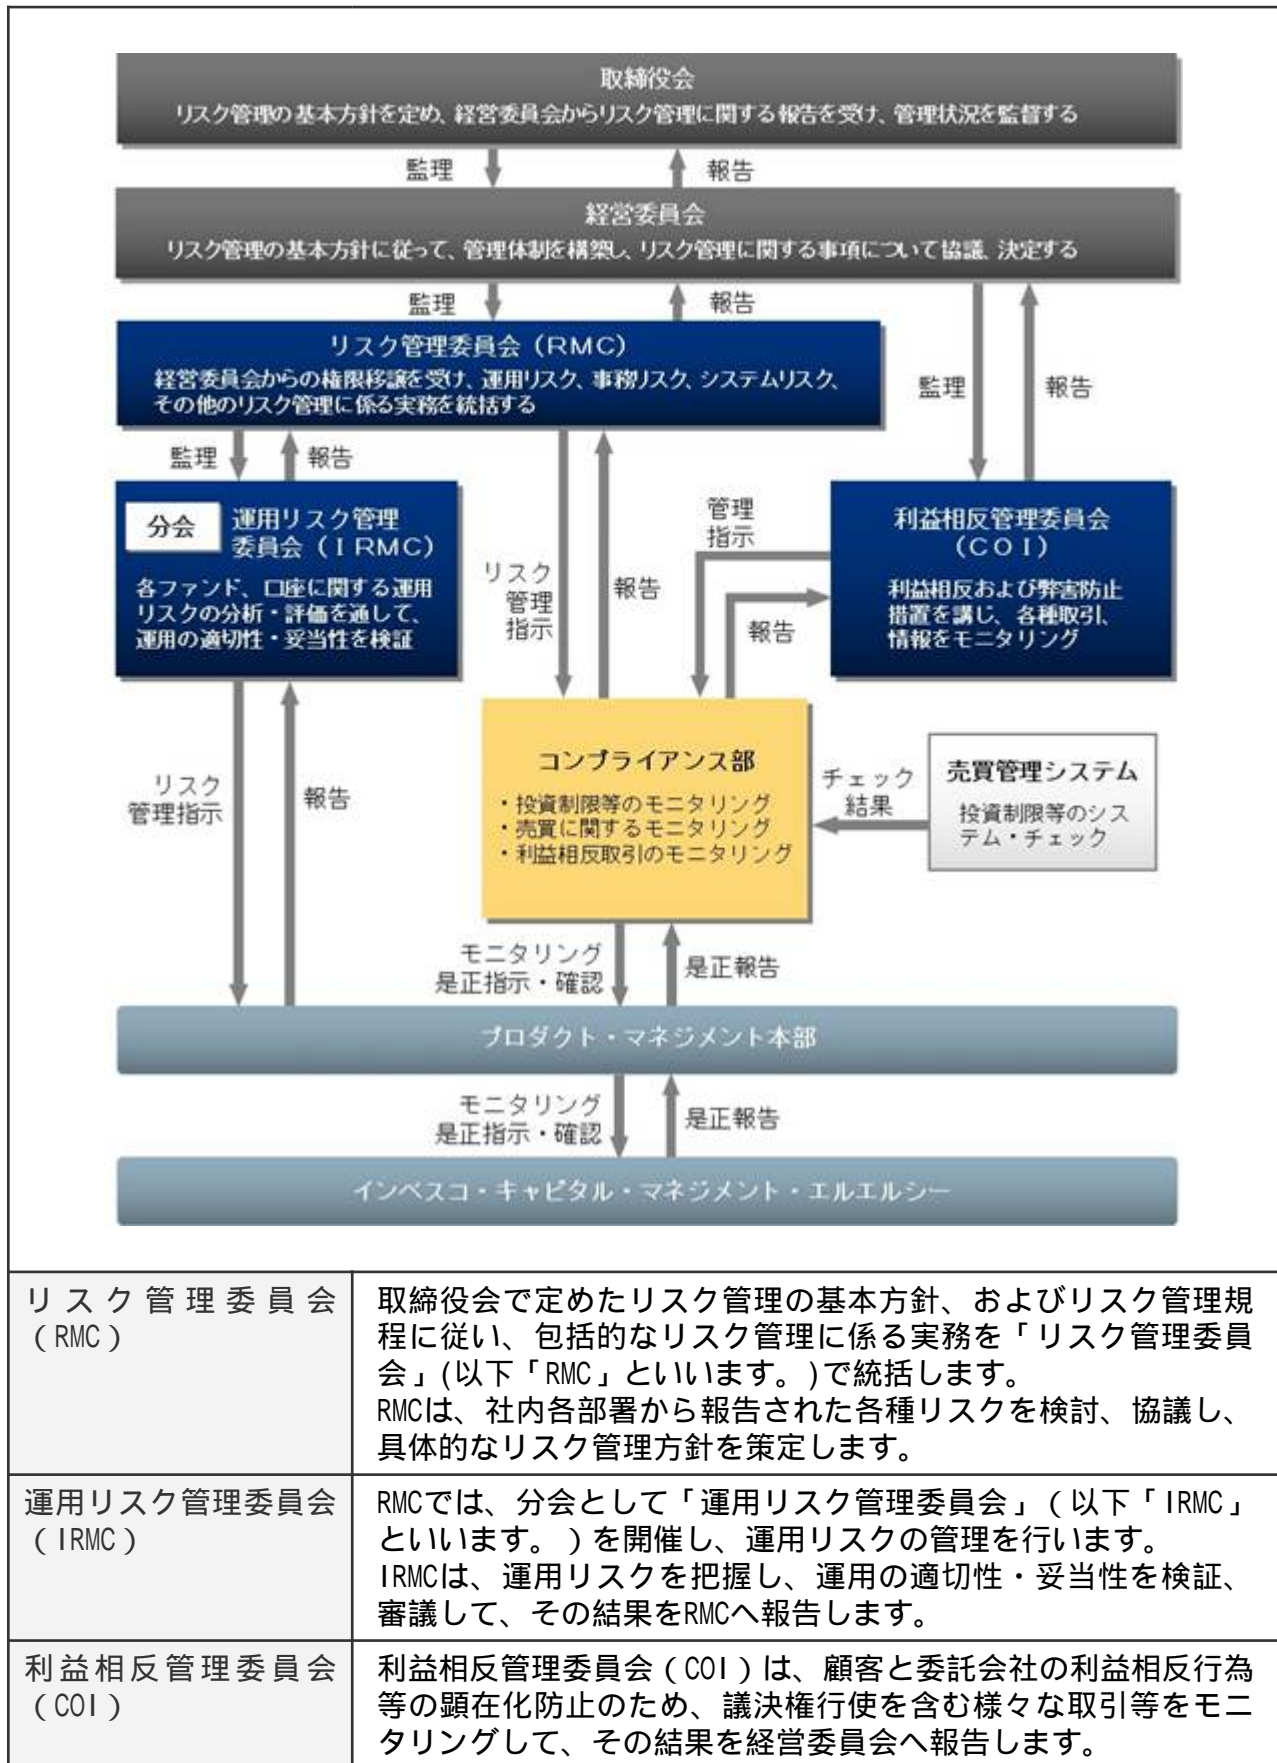 取締役会
リスク管理の基本方針を定め、経営委員会からリスク管理に関する報告を受け、管理状況を監督する
監理
報告
経営委員会
リスク管理の基本方針に従って、管理体制を構築し、リスク管理に関する事項について協議、決定する
監理
報告
リスク管理委員会（RMC）
経営委員会からの権限移譲を受け、運用リスク、事務リスク、システムリスク、
その他のリスク管理に係る実務を統括する
監理
報告
監理
報告
分会
運用リスク管理
委員会（IRMC）
各ファンド、口座に関する運用
リスクの分析・評価を通して、
運用の適切性・妥当性を検証
リスク
管理
指示
報告
管理
指示
報告
利益相反管理委員会
（COI）
利益相反および弊害防止
措置を講じ、各種取引、
情報をモニタリング
リスク
管理指示
報告
コンプライアンス部
・投資制限等のモニタリング
・売買に関するモニタリング
・利益相反取引のモニタリング
チェック
結果
売買管理システム
投資制限等のシス
テム・チェック
モニタリング
是正指示・確認
是正報告
プロダクト・マネジメント本部
モニタリング
是正指示・確認
是正報告
インベスコ・キャピタル・マネジメント・エルエルシー
リスク管理委員会
（RMC）
取締役会で定めたリスク管理の基本方針、およびリスク管理規
程に従い、包括的なリスク管理に係る実務を「リスク管理委員
会」(以下「RMC」といいます。)で統括します。
RMCは、社内各部署から報告された各種リスクを検討、協議し、
具体的なリスク管理方針を策定します。
運用リスク管理委員会
（IRMC）
RMCでは、分会として「運用リスク管理委員会」（以下「IRMC」
といいます。）を開催し、運用リスクの管理を行います。
IRMCは、運用リスクを把握し、運用の適切性・妥当性を検証、
審議して、その結果をRMCへ報告します。
利益相反管理委員会
（COI）
利益相反管理委員会（COI）は、顧客と委託会社の利益相反行為
等の顕在化防止のため、議決権行使を含む様々な取引等をモニ
タリングして、その結果を経営委員会へ報告します。